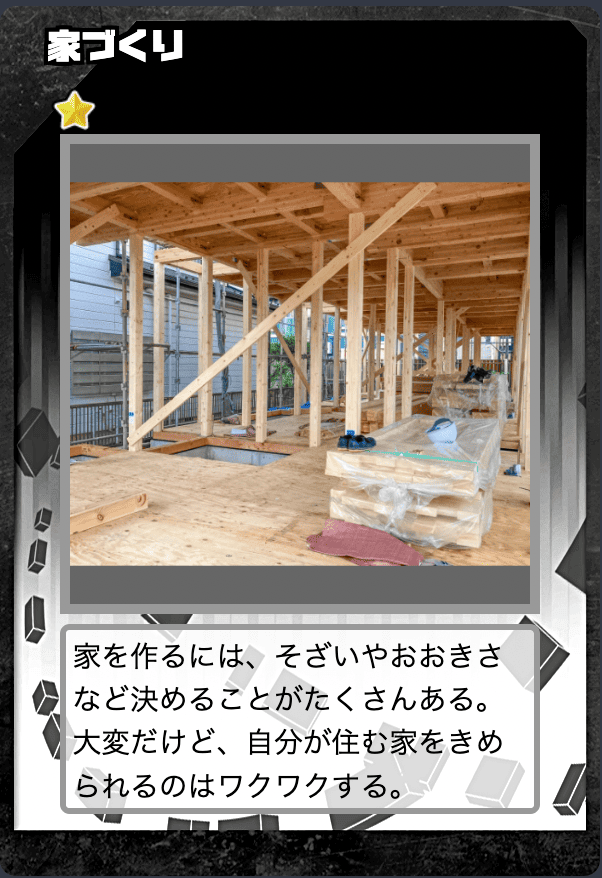 家づくり
家を作るには、そざいやおおきさ
など決めることがたくさんある。
大変だけど、自分が住む家をきめ
られるのはワクワクする。